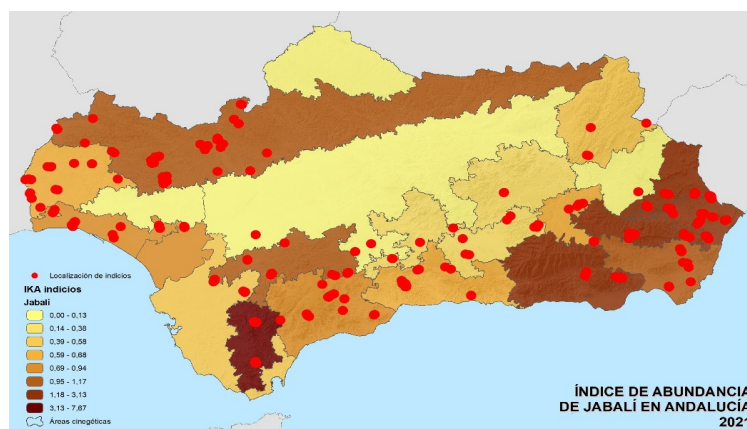 Localización de indicios
IKA indicios
Jabalí
0,00 - 0,13
0,14 - 0,38
0,39 - 0,58
0,59 - 0,68
0,69 - 0,94
0,95 - 1,17
1,18 - 3,13
3,13 - 7,67
Áreas cinegéticas
ÍNDICE DE ABUNDANCIA
DE JABALÍ EN ANDALUCÍA
2021